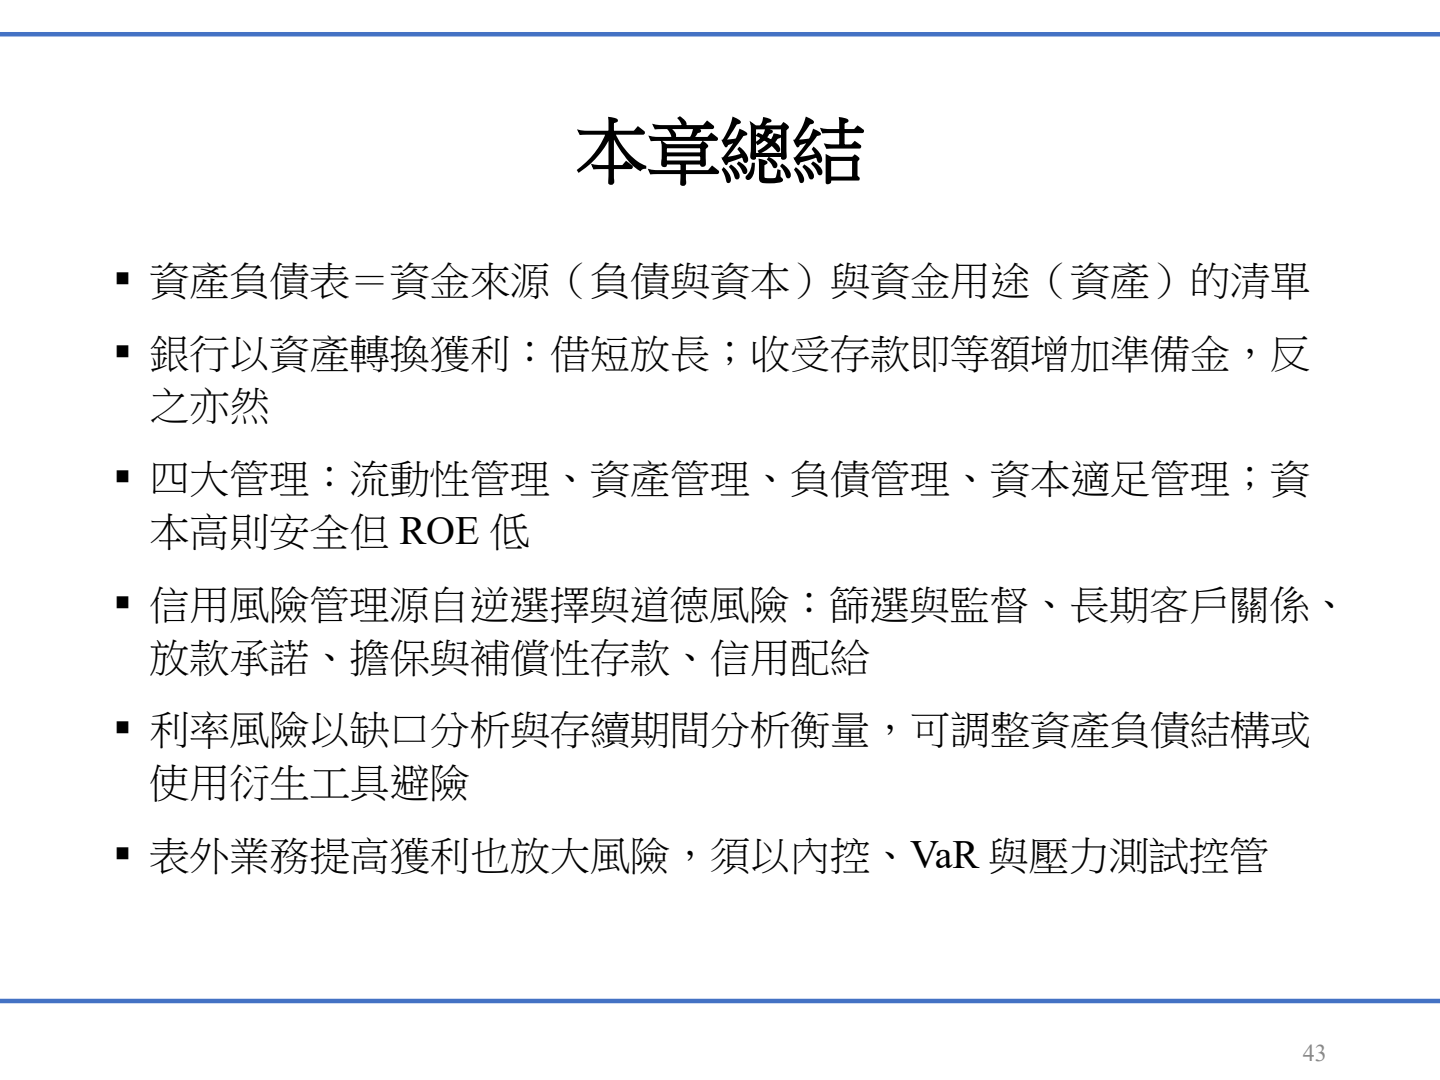 本章總結
▪ 資產負債表＝資金來源（負債與資本）與資金用途（資產）的清單
▪ 銀行以資產轉換獲利：借短放長；收受存款即等額增加準備金，反
之亦然
▪ 四大管理：流動性管理、資產管理、負債管理、資本適足管理；資
本高則安全但 ROE 低
▪ 信用風險管理源自逆選擇與道德風險：篩選與監督、長期客戶關係、
放款承諾、擔保與補償性存款、信用配給
▪ 利率風險以缺口分析與存續期間分析衡量，可調整資產負債結構或
使用衍生工具避險
▪ 表外業務提高獲利也放大風險，須以內控、VaR 與壓力測試控管
43